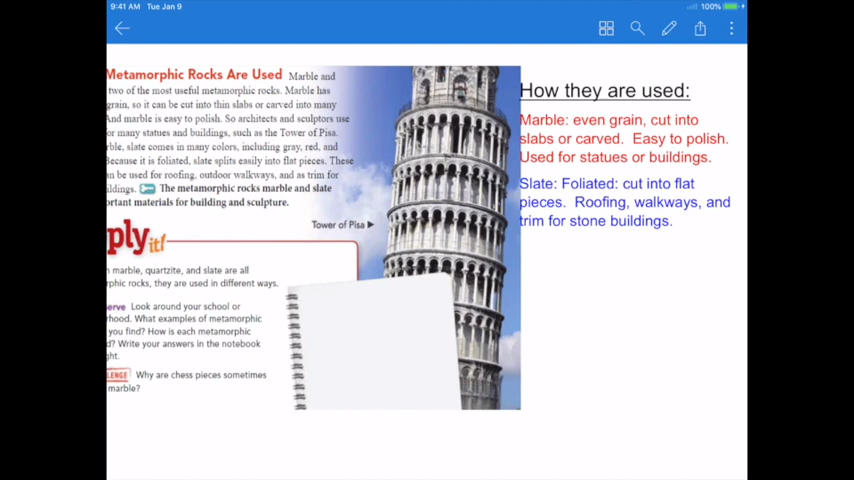 9:41 AM Tue Jan 9
100%
Metamorphic Rocks Are Used Marble and
two of the most useful metamorphic rocks. Marble has
grain, so it can be cut into thin slabs or carved into many
And marble is easy to polish. So architects and sculptors use
or many statues and buildings, such as the Tower of Pisa.
rble, slate comes in many colors, including gray, red, and
Because it is foliated, slate splits easily into flat pieces. These
n be used for roofing, outdoor walkways, and as trim for
ildings. The metamorphic rocks marble and slate
ortant materials for building and sculpture.
Tower of Pisa ▶
ply it!
n marble, quartzite, and slate are all
rphic rocks, they are used in different ways.
erve Look around your school or
rhood. What examples of metamorphic
you find? How is each metamorphic
d? Write your answers in the notebook
ght.
LENGE Why are chess pieces sometimes
marble?
How they are used:
Marble: even grain, cut into
slabs or carved. Easy to polish.
Used for statues or buildings.
Slate: Foliated: cut into flat
pieces. Roofing, walkways, and
trim for stone buildings.